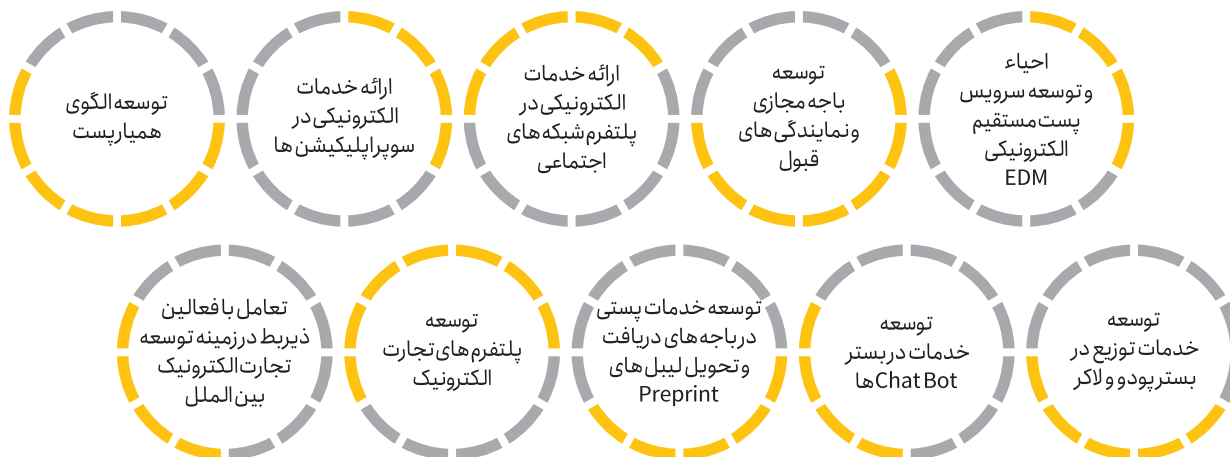 احیاء
و توسعه سرویس
پست مستقیم
الکترونیکی
EDM
توسعه
باجه مجازی
و نمایندگی‌های
قبول
ارائه خدمات
الکترونیکی در
پلتفرم شبکه‌های
اجتماعی
ارائه خدمات
الکترونیکی در
سوپراپلیکیشن‌ها
توسعه الگوی
همیار پست
توسعه
خدمات توزیع در
بستر پودو و لاکر
توسعه
خدمات در بستر
Chat Botها
توسعه خدمات پستی
در باجه‌های دریافت
و تحویل لیبل‌های
Preprint
توسعه
پلتفرم‌های تجارت
الکترونیک
تعامل با فعالین
ذیربط در زمینه توسعه
تجارت الکترونیک
بین الملل